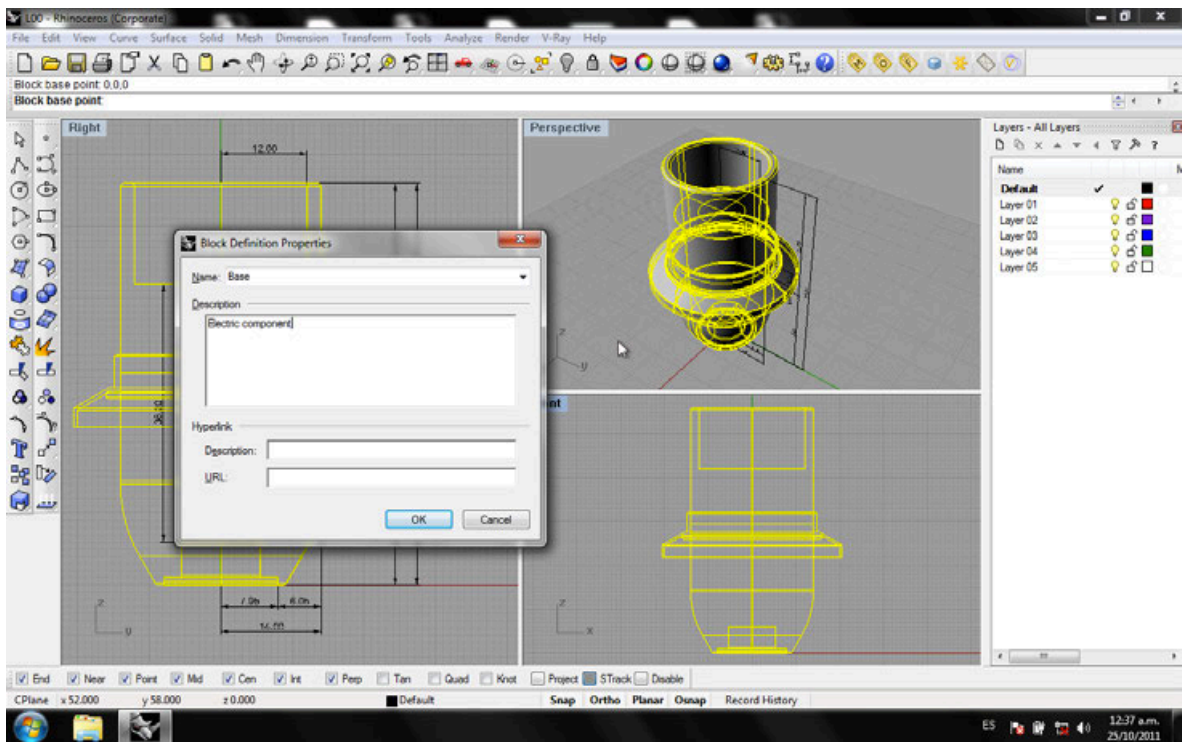 L00 - Rhinoceros (Corporate)
File Edit View Curve Surface Solid Mesh Dimension Transform Tools Analyze Render V-Ray Help
Block base point: 0,0,0
Block base point:
Right
Perspective
Layers - All Layers
12.00
Name
Default
Layer 01
Layer 02
Layer 03
Layer 04
Layer 05
Block Definition Properties
Name: Base
Description
Electric component
Hyperlink
Description:
URL:
OK Cancel
z
y
z
y
z
x
End Near Point Mid Cen Int Perp Tan Quad Knot Project STrack Disable
CPlane x 52.000 y 58.000 z 0.000 Default Snap Ortho Planar Osnap Record History
ES 12:37 a.m.
25/10/2011